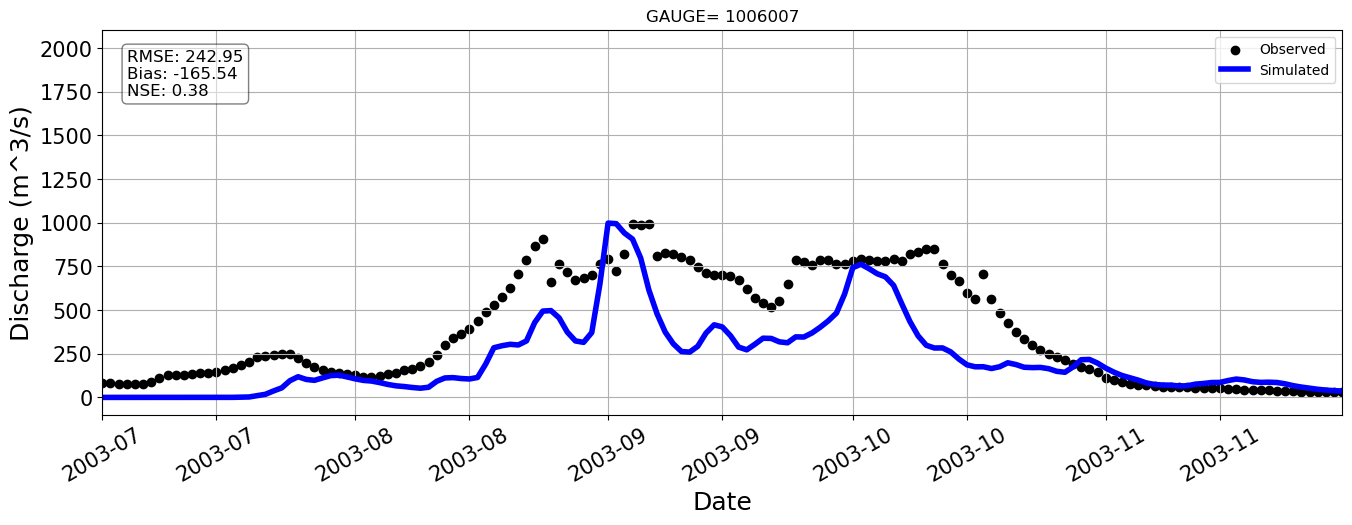 GAUGE= 1006007
RMSE: 242.95
Bias: -165.54
NSE: 0.38
Observed
Simulated
2000
1750
1500
1250
1000
750
500
250
0
Discharge (m^3/s)
2003-07
2003-07
2003-08
2003-08
2003-09
2003-09
2003-10
2003-10
2003-11
2003-11
Date